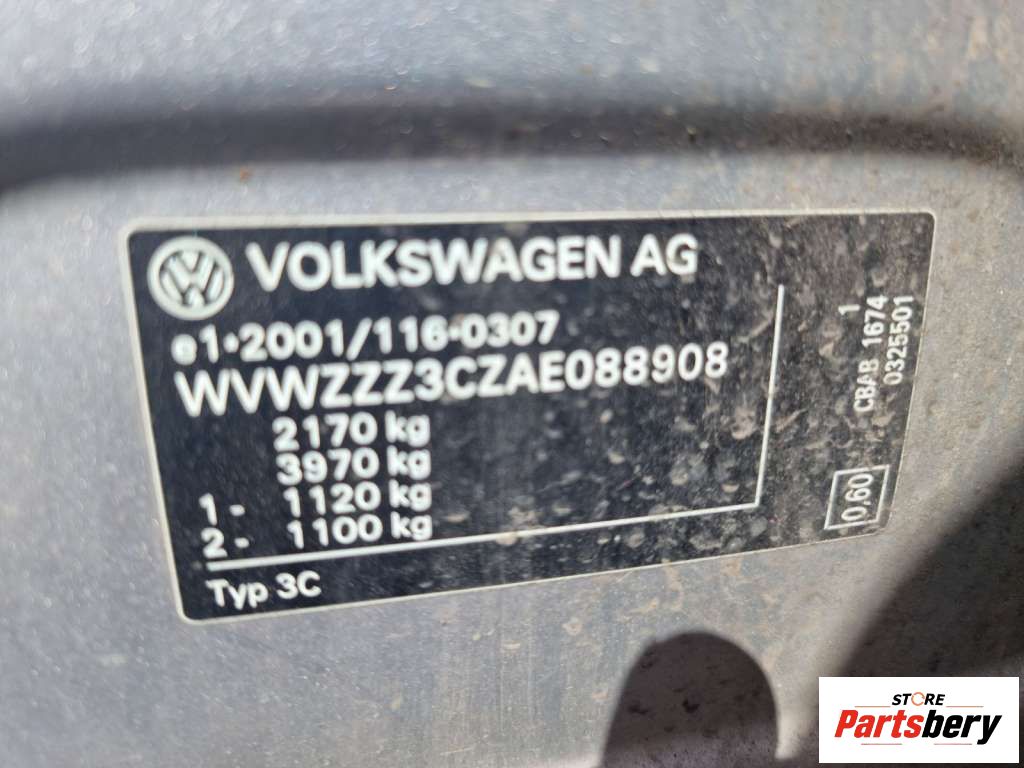 VOLKSWAGEN AG
e1*2001/116*0307
WVWZZZ3CZAE088908
2170 kg
3970 kg
1- 1120 kg
2- 1100 kg
Typ 3C
1
CBAB 1674
0325501
0,60
STORE
Partsbery